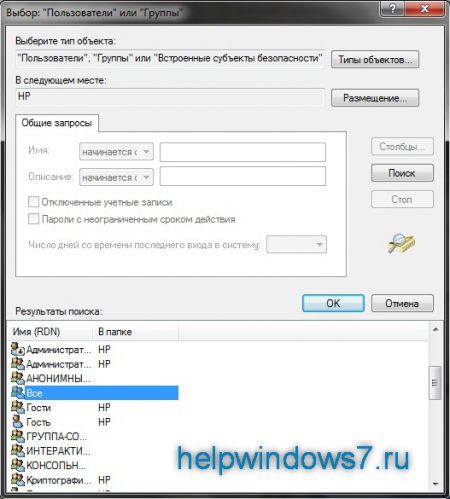 Выбор: "Пользователи" или "Группы"
Выберите тип объекта:
"Пользователи", "Группы" или "Встроенные субъекты безопасности"
Типы объектов...
В следующем месте:
HP
Размещение...
Общие запросы
Имя:
начинается с
Описание:
начинается с
Отключенные учетные записи
Пароли с неограниченным сроком действия
Число дней со времени последнего входа в систему:
Столбцы...
Поиск
Стоп
OK
Отмена
Результаты поиска:
Имя (RDN) В папке
Администрат... HP
Администрат... HP
АНОНИМНЫ...
Все
Гости HP
Гость HP
ГРУППА-СО...
ИНТЕРАКТИ...
КОНСОЛЬН...
Криптографи... HP
helpwindows7.ru